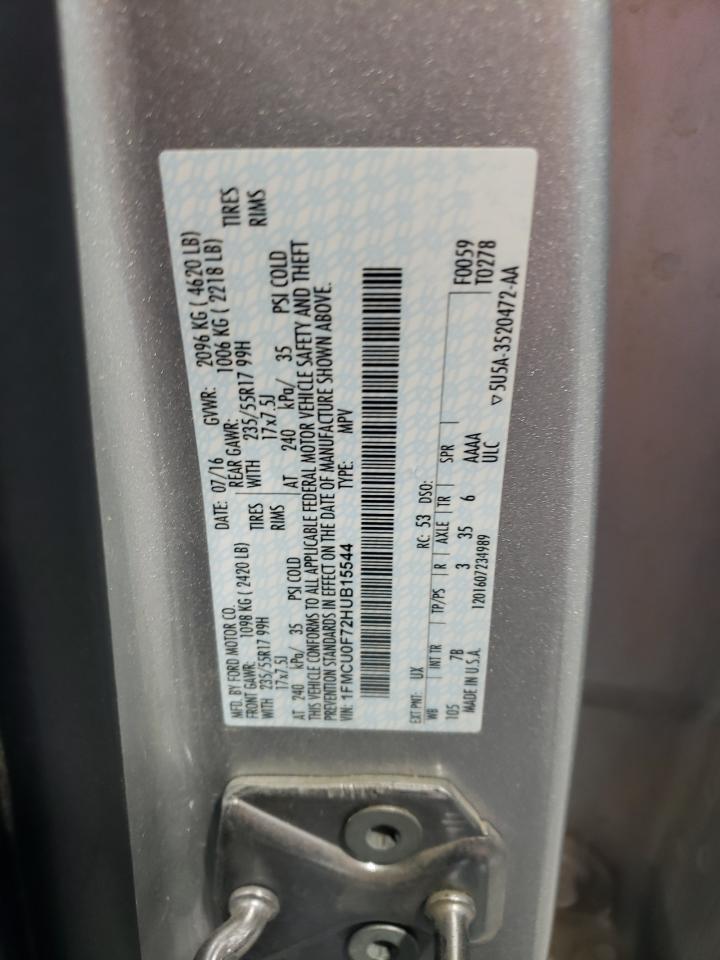 MFD. BY FORD MOTOR CO.
DATE: 07/16 GVWR: 2096 KG ( 4620 LB)
FRONT GAWR: 1098 KG ( 2420 LB) REAR GAWR: 1006 KG ( 2218 LB)
WITH 235/55R17 99H TIRES WITH 235/55R17 99H TIRES
17x7.5J RIMS 17x7.5J RIMS
AT 240 kPa/ 35 PSI COLD AT 240 kPa/ 35 PSI COLD
THIS VEHICLE CONFORMS TO ALL APPLICABLE FEDERAL MOTOR VEHICLE SAFETY AND THEFT
PREVENTION STANDARDS IN EFFECT ON THE DATE OF MANUFACTURE SHOWN ABOVE.
VIN: 1FMCU0F72HUB15544 TYPE: MPV
EXT PNT: UX RC: 53 DSO: F0059
WB INT TR TP/PS R AXLE TR SPR T0278
105 7B 3 35 6 AAAA
ULC
MADE IN U.S.A. 1201607234989
▽ 5U5A-3520472-AA